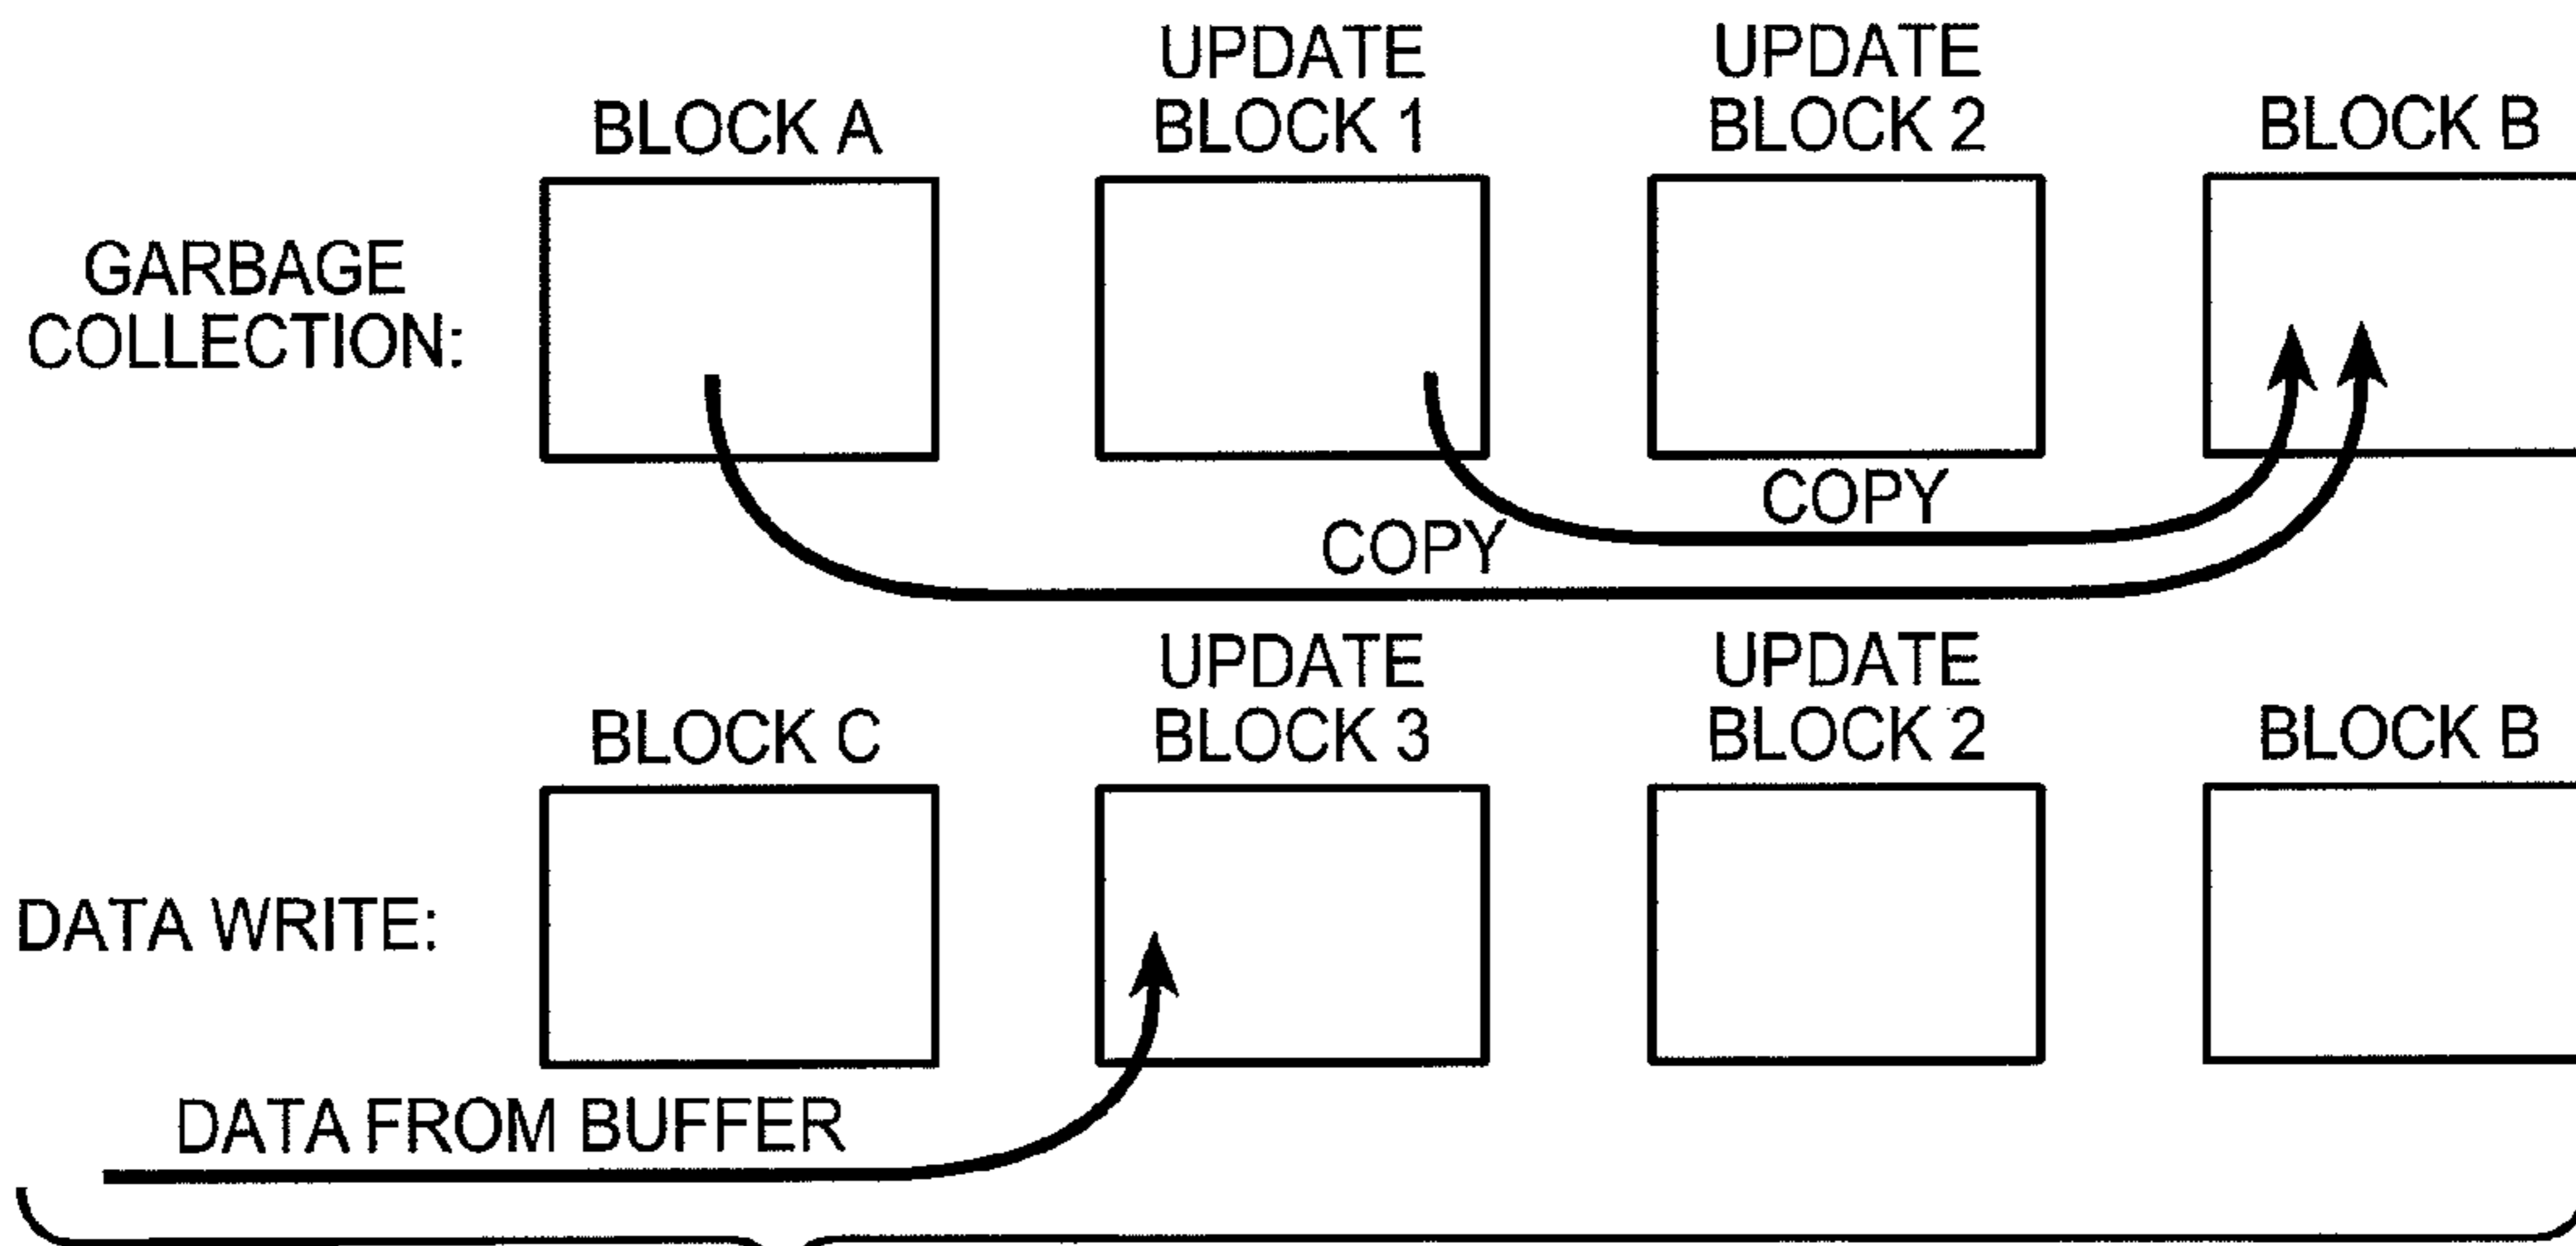 BLOCK A
UPDATE
BLOCK 1
UPDATE
BLOCK 2
BLOCK B
GARBAGE
COLLECTION:
COPY
COPY
BLOCK C
UPDATE
BLOCK 3
UPDATE
BLOCK 2
BLOCK B
DATA WRITE:
DATA FROM BUFFER